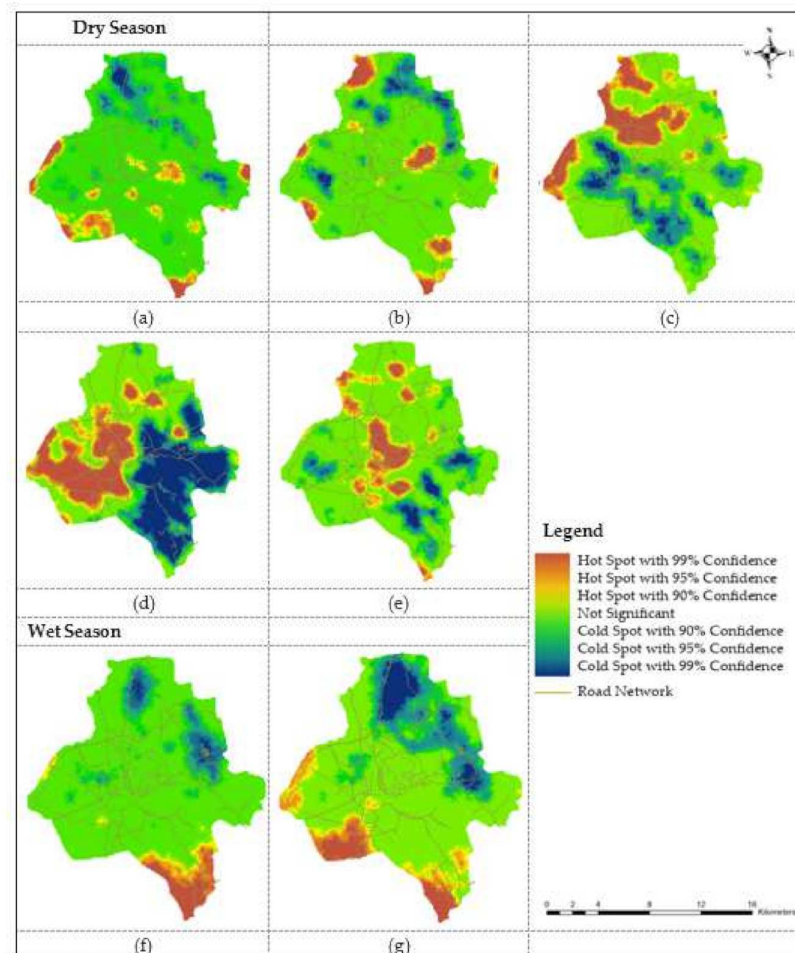 Dry Season
N
W
E
S
(a)
(b)
(c)
(d)
(e)
Legend
Hot Spot with 99% Confidence
Hot Spot with 95% Confidence
Hot Spot with 90% Confidence
Not Significant
Cold Spot with 90% Confidence
Cold Spot with 95% Confidence
Cold Spot with 99% Confidence
Road Network
Wet Season
0 2 4 8 12 16
Kilometers
(f)
(g)